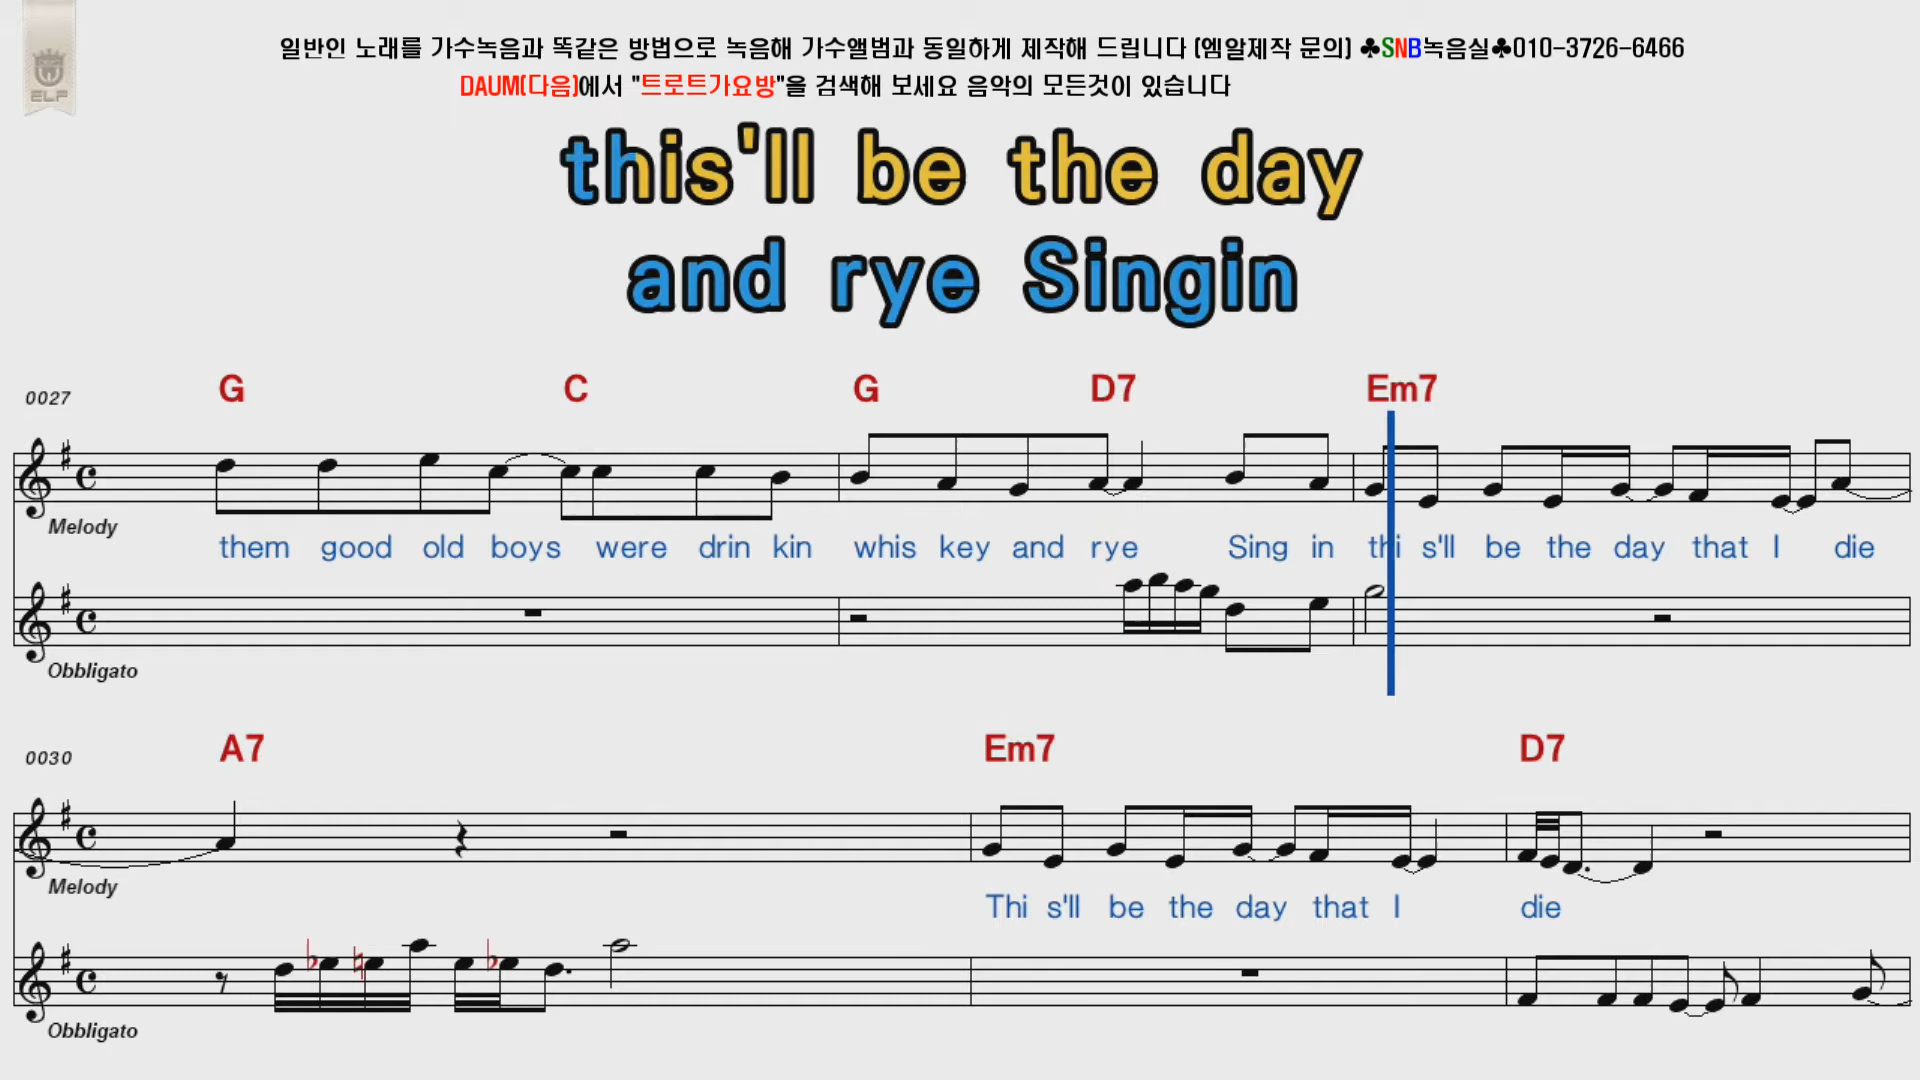 ELF
일반인 노래를 가수녹음과 똑같은 방법으로 녹음해 가수앨범과 동일하게 제작해 드립니다 (엠알제작 문의) ♣SNB녹음실♣010-3726-6466
DAUM(다음)에서 "트로트가요방"을 검색해 보세요 음악의 모든것이 있습니다
this'll be the day
and rye Singin
0027 G C G D7 Em7
Melody
them good old boys were drin kin whis key and rye Sing in thi s'll be the day that I die
Obbligato
0030 A7 Em7 D7
Melody
Thi s'll be the day that I die
Obbligato